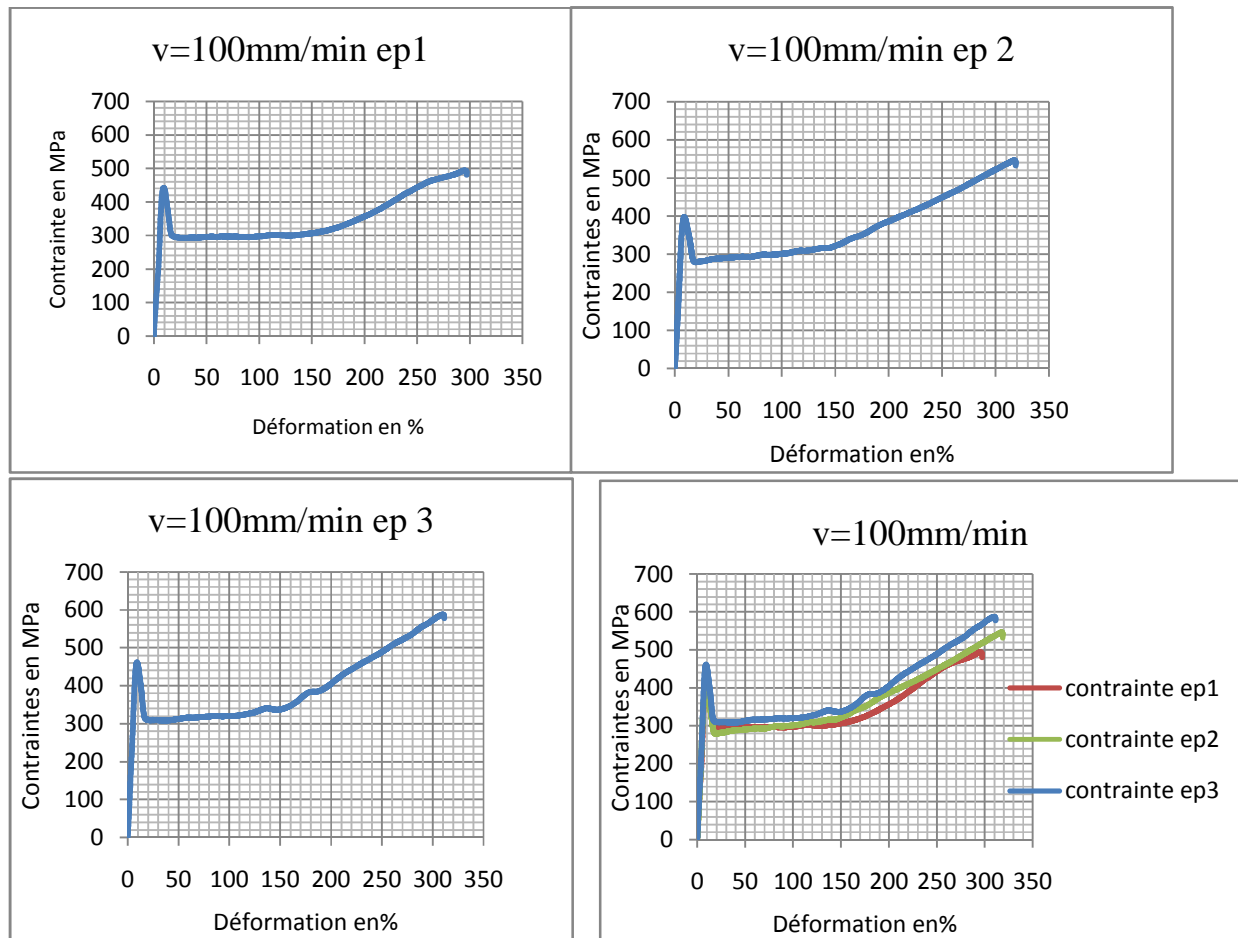 v=100mm/min ep1
Contrainte en MPa
700
600
500
400
300
200
100
0
0 50 100 150 200 250 300 350
Déformation en %
v=100mm/min ep 2
Contraintes en MPa
700
600
500
400
300
200
100
0
0 50 100 150 200 250 300 350
Déformation en%
v=100mm/min ep 3
Contraintes en MPa
700
600
500
400
300
200
100
0
0 50 100 150 200 250 300 350
Déformation en%
v=100mm/min
Contraintes en MPa
700
600
500
400
300
200
100
0
0 50 100 150 200 250 300 350
Déformation en%
contrainte ep1
contrainte ep2
contrainte ep3